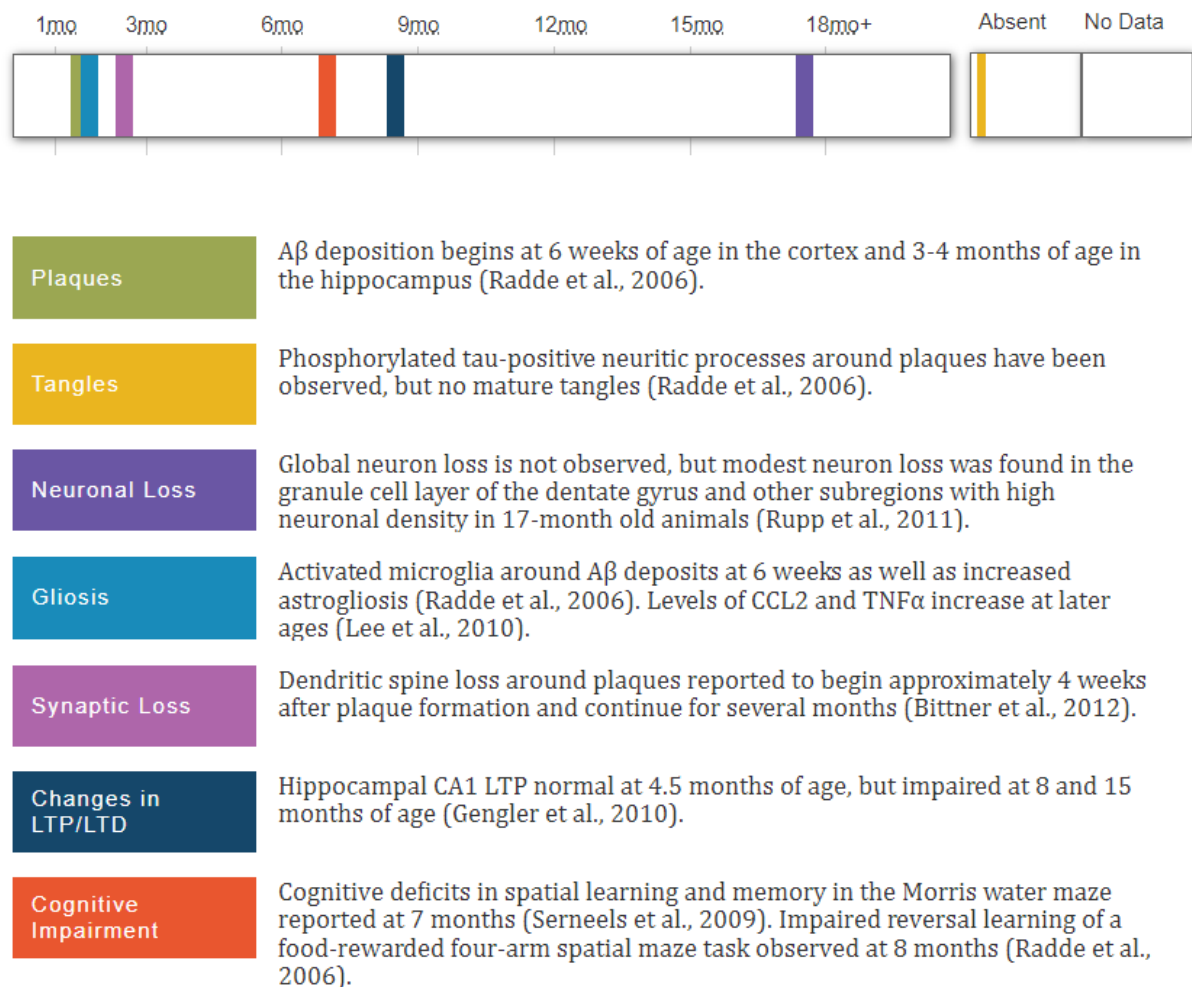 1mo 3mo 6mo 9mo 12mo 15mo 18mo+ Absent No Data
Plaques
Aβ deposition begins at 6 weeks of age in the cortex and 3-4 months of age in
the hippocampus (Radde et al., 2006).
Tangles
Phosphorylated tau-positive neuritic processes around plaques have been
observed, but no mature tangles (Radde et al., 2006).
Neuronal Loss
Global neuron loss is not observed, but modest neuron loss was found in the
granule cell layer of the dentate gyrus and other subregions with high
neuronal density in 17-month old animals (Rupp et al., 2011).
Gliosis
Activated microglia around Aβ deposits at 6 weeks as well as increased
astrogliosis (Radde et al., 2006). Levels of CCL2 and TNFα increase at later
ages (Lee et al., 2010).
Synaptic Loss
Dendritic spine loss around plaques reported to begin approximately 4 weeks
after plaque formation and continue for several months (Bittner et al., 2012).
Changes in
LTP/LTD
Hippocampal CA1 LTP normal at 4.5 months of age, but impaired at 8 and 15
months of age (Gengler et al., 2010).
Cognitive
Impairment
Cognitive deficits in spatial learning and memory in the Morris water maze
reported at 7 months (Serneels et al., 2009). Impaired reversal learning of a
food-rewarded four-arm spatial maze task observed at 8 months (Radde et al.,
2006).